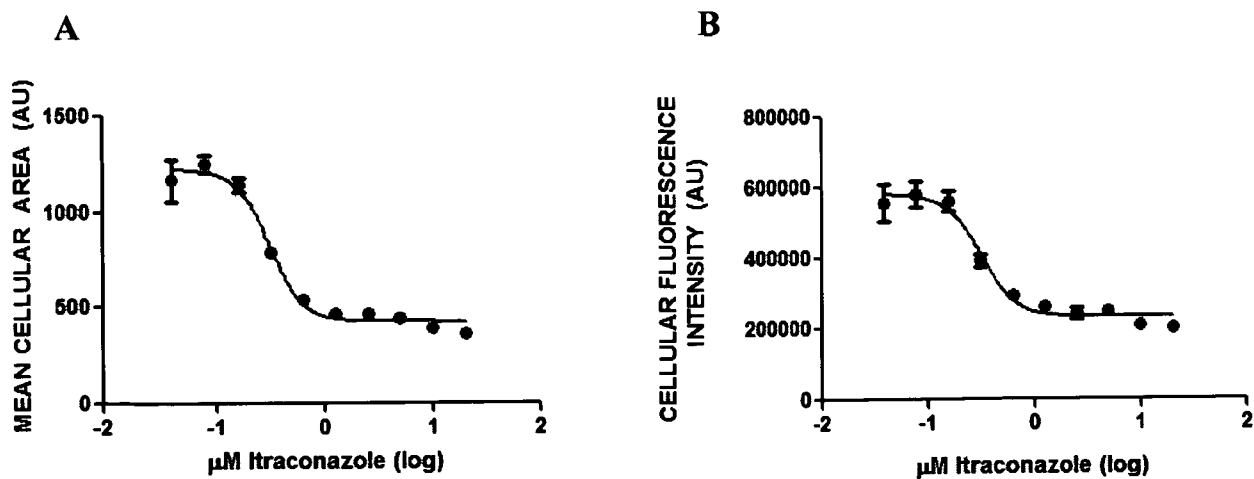 A
B
MEAN CELLULAR AREA (AU)
1500
1000
500
0
-2
-1
0
1
2
µM Itraconazole (log)
CELLULAR FLUORESCENCE
INTENSITY (AU)
800000
600000
400000
200000
0
-2
-1
0
1
2
µM Itraconazole (log)